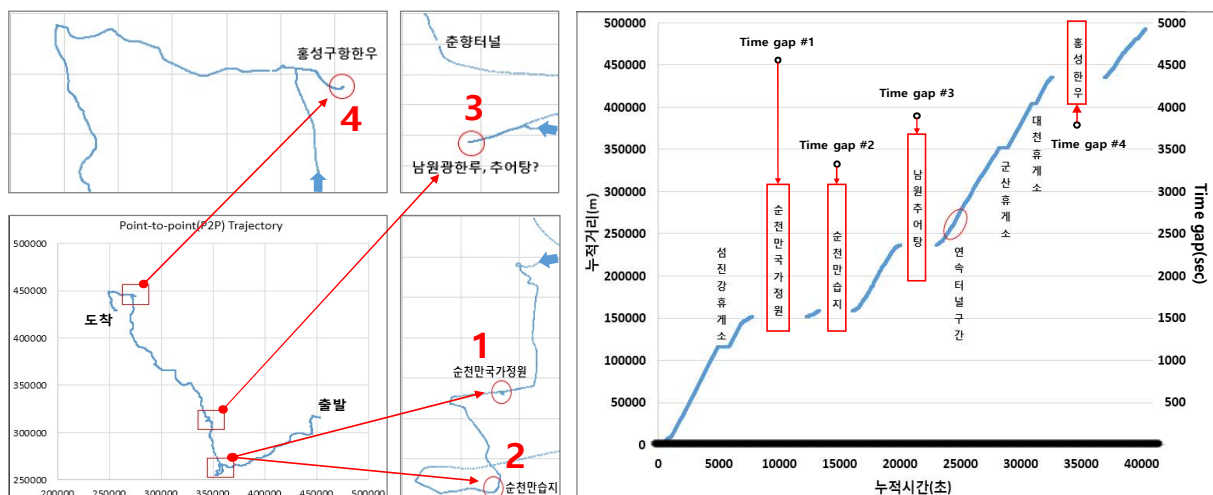 홍성구항한우
4
춘향터널
3
남원광한루, 추어탕?
Point-to-point(P2P) Trajectory
500000
450000
400000
350000
300000
250000
200000 250000 300000 350000 400000 450000 500000
도착
출발
1
순천만국가정원
2
순천만습지
누적거리(m)
500000
450000
400000
350000
300000
250000
200000
150000
100000
50000
0
Time gap #1
Time gap #2
Time gap #3
Time gap #4
섬진강휴게소
순천만국가정원
순천만습지
남원추어탕
연속터널구간
군산휴게소
대천휴게소
홍성한우
5000
4500
4000
3500
3000
2500
2000
1500
1000
500
0
Time gap(sec)
0 5000 10000 15000 20000 25000 30000 35000 40000
누적시간(초)